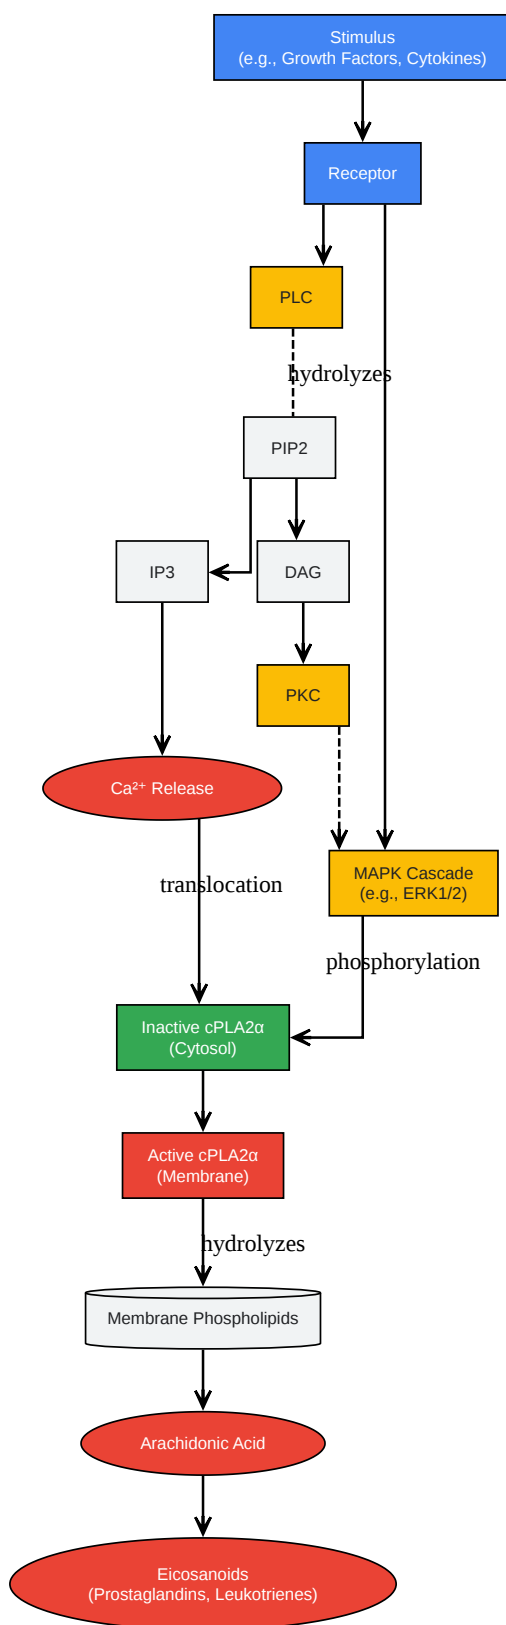 Stimulus
(e.g., Growth Factors, Cytokines)
Receptor
PLC
hydrolyzes
PIP2
IP3
DAG
PKC
Ca²⁺ Release
translocation
MAPK Cascade
(e.g., ERK1/2)
phosphorylation
Inactive cPLA2α
(Cytosol)
Active cPLA2α
(Membrane)
hydrolyzes
Membrane Phospholipids
Arachidonic Acid
Eicosanoids
(Prostaglandins, Leukotrienes)